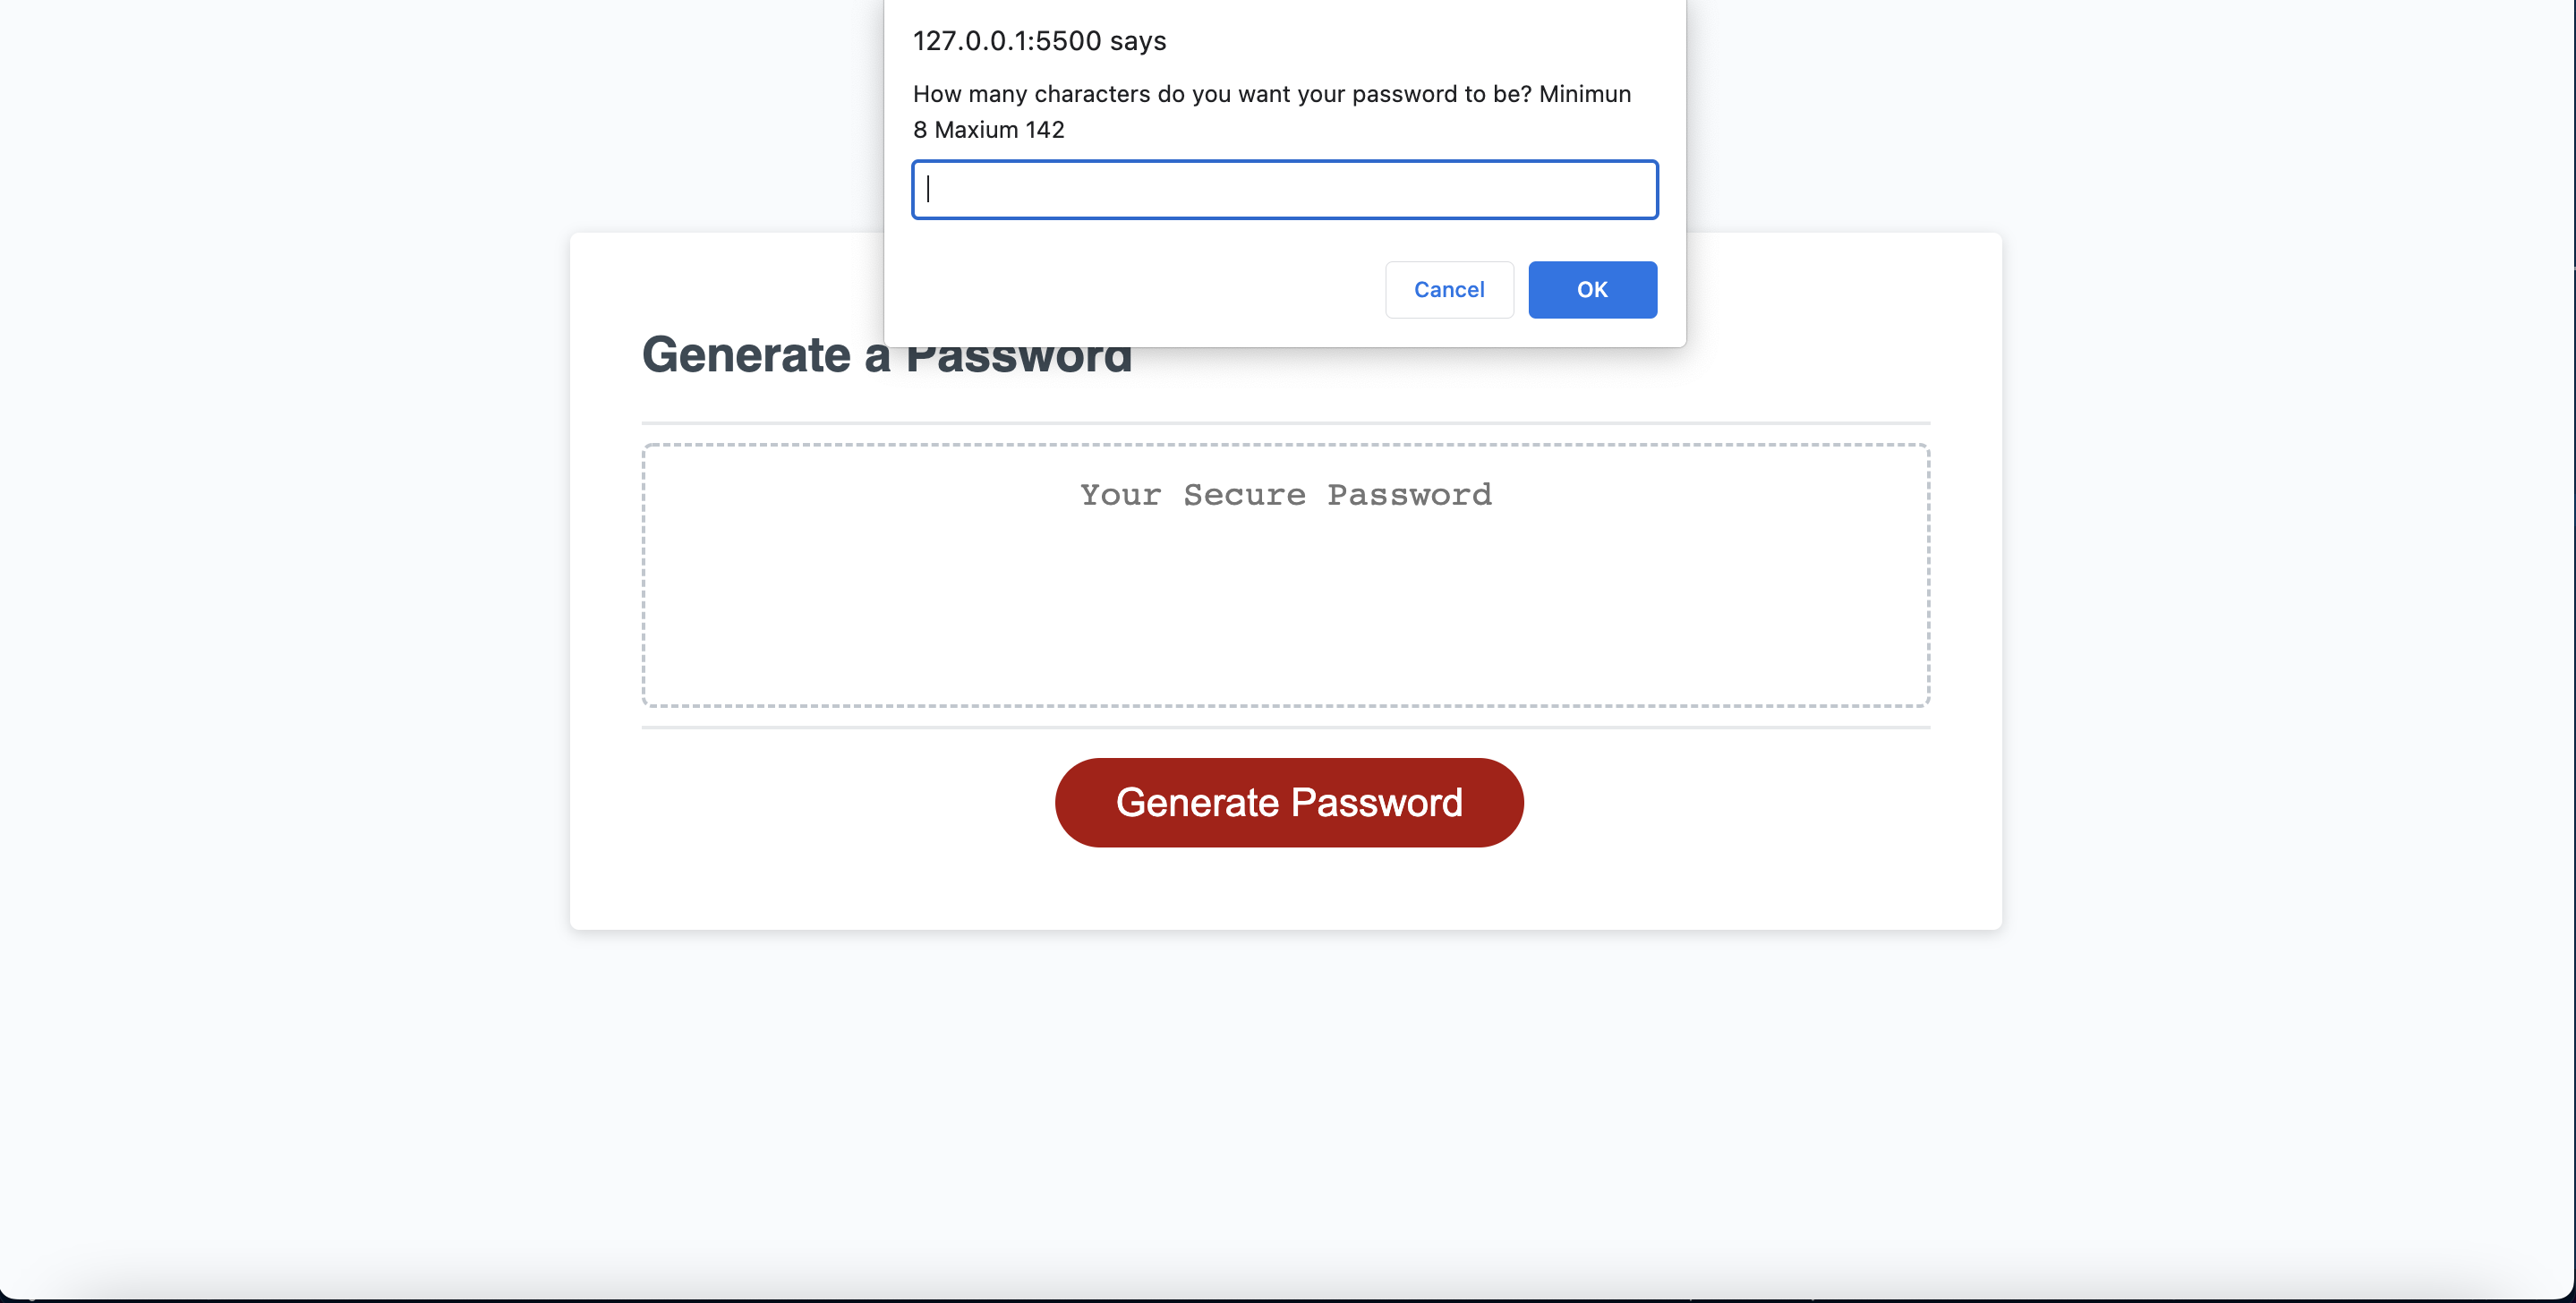 127.0.0.1:5500 says
How many characters do you want your password to be? Minimun
8 Maxium 142
Cancel
OK
Generate a Password
Your Secure Password
Generate Password